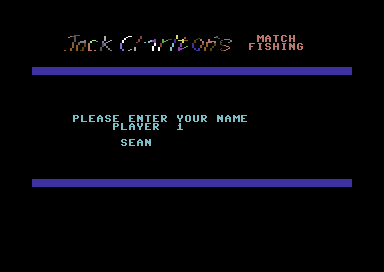 Jack Charlton's
MATCH
FISHING
PLEASE ENTER YOUR NAME
PLAYER 1
SEAN